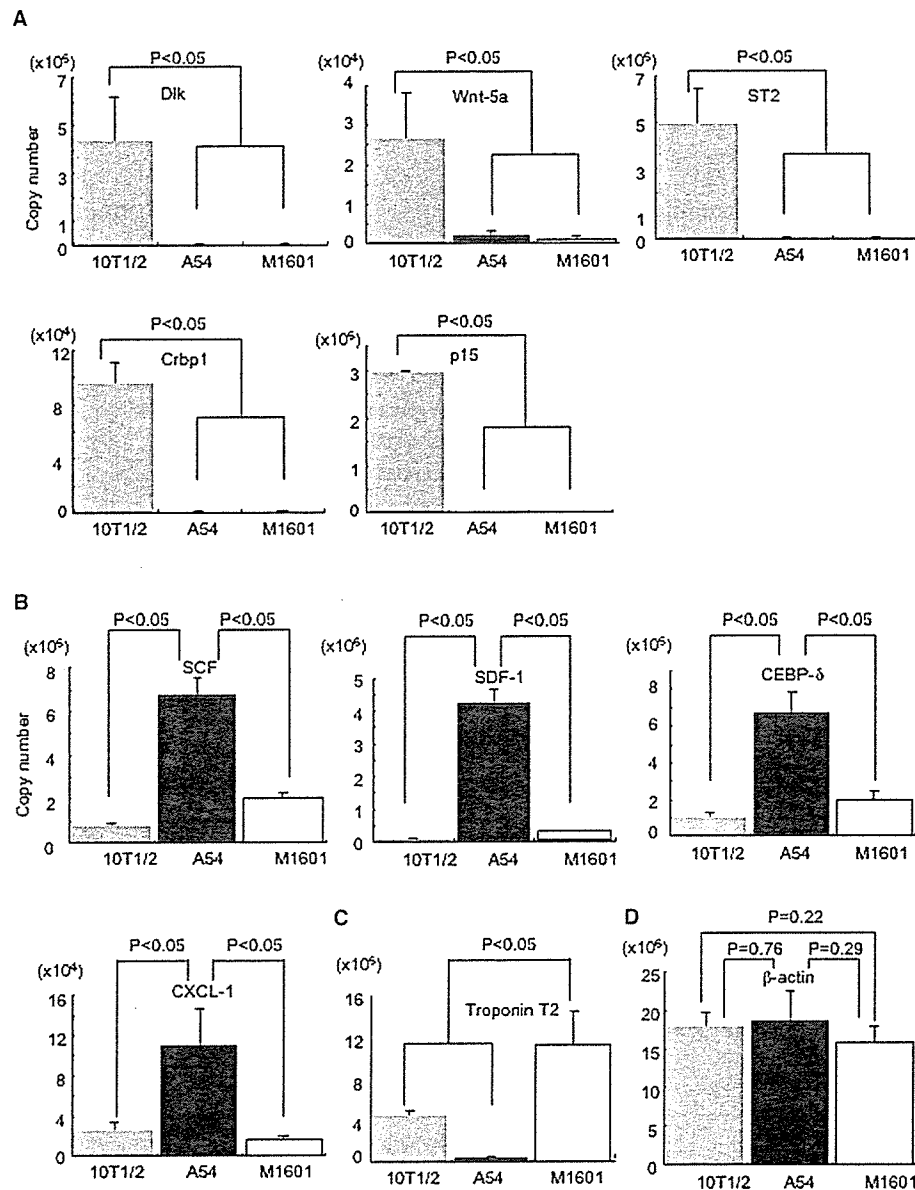 A
(x10⁵)
P<0.05
Dlk
7
5
3
1
0
Copy number
10T1/2 A54 M1601
(x10⁴)
P<0.05
Wnt-5a
4
3
2
1
0
10T1/2 A54 M1601
(x10⁵)
P<0.05
ST2
7
5
3
1
0
10T1/2 A54 M1601
(x10⁴)
P<0.05
Crbp1
12
8
4
0
10T1/2 A54 M1601
P<0.05
p15
3
2
1
0
10T1/2 A54 M1601
B
(x10⁵)
P<0.05 P<0.05
SCF
8
6
4
2
0
Copy number
10T1/2 A54 M1601
P<0.05 P<0.05
SDF-1
5
4
3
2
1
0
10T1/2 A54 M1601
(x10⁵)
P<0.05 P<0.05
CEBP-δ
8
6
4
2
0
10T1/2 A54 M1601
(x10⁴)
P<0.05 P<0.05
CXCL-1
16
12
8
4
0
10T1/2 A54 M1601
C
(x10⁵)
P<0.05
Troponin T2
16
12
8
4
0
10T1/2 A54 M1601
D
P=0.22
P=0.76 P=0.29
β-actin
25
20
15
10
5
0
10T1/2 A54 M1601